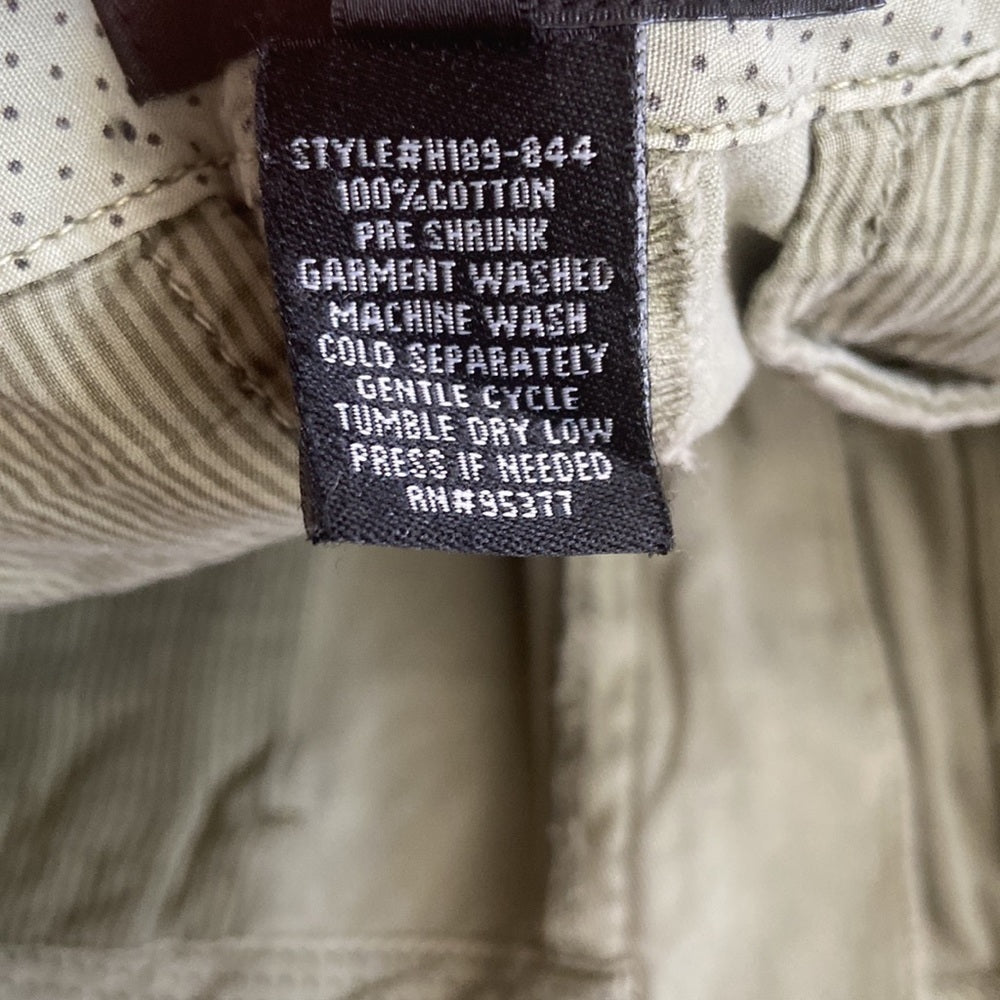 STYLE#H189-844
100%COTTON
PRE SHRUNK
GARMENT WASHED
MACHINE WASH
COLD SEPARATELY
GENTLE CYCLE
TUMBLE DRY LOW
PRESS IF NEEDED
RN#95377